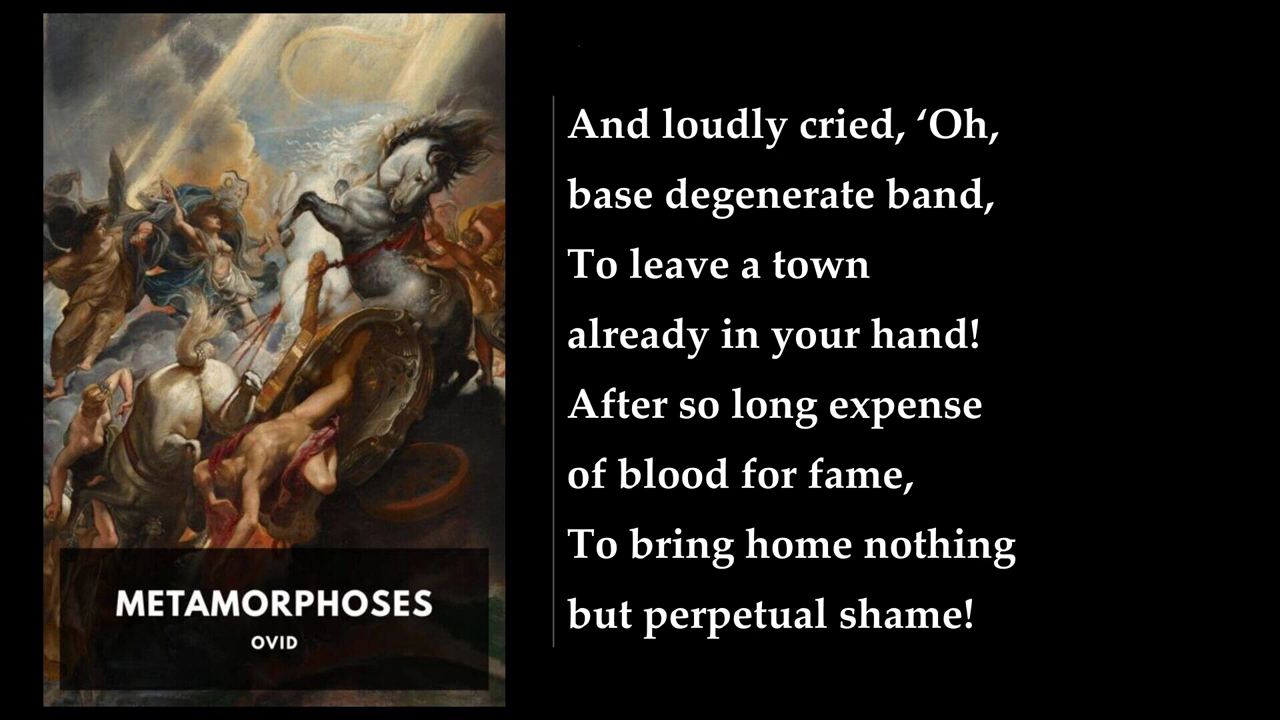 METAMORPHOSES
OVID
And loudly cried, ‘Oh,
base degenerate band,
To leave a town
already in your hand!
After so long expense
of blood for fame,
To bring home nothing
but perpetual shame!